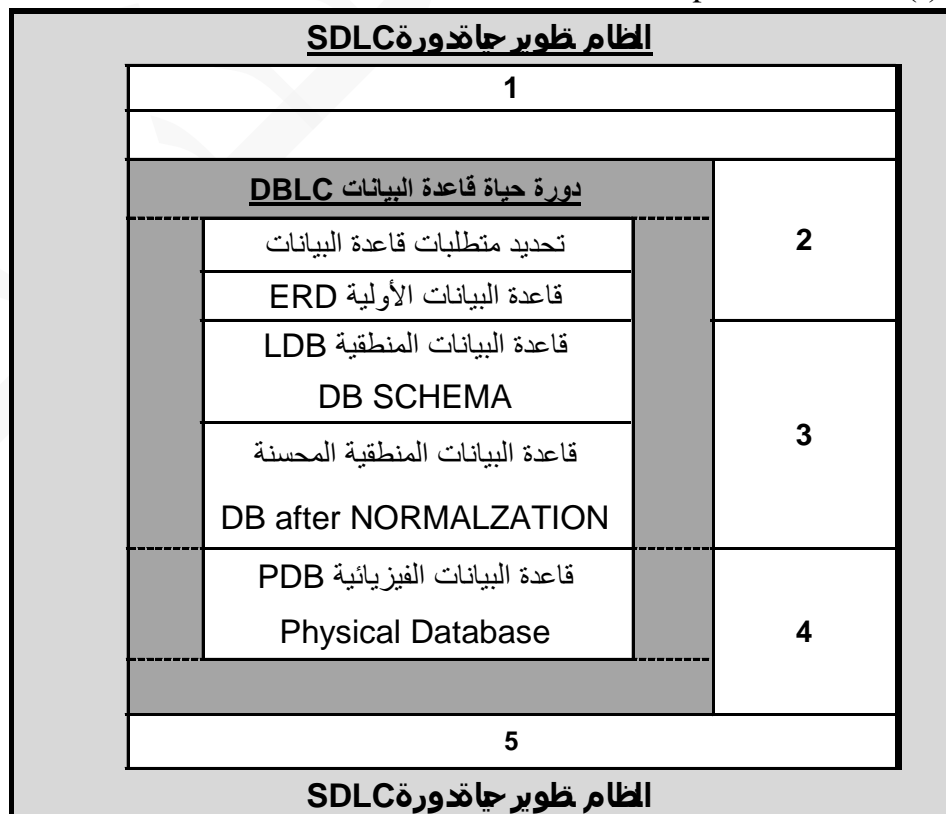 النظام تطوير حياة دورة SDLC
1
دورة حياة قاعدة البيانات DBLC
2
تحديد متطلبات قاعدة البيانات
قاعدة البيانات الأولية ERD
قاعدة البيانات المنطقية LDB
DB SCHEMA
3
قاعدة البيانات المنطقية المحسنة
DB after NORMALZATION
قاعدة البيانات الفيزيائية PDB
Physical Database
4
5
النظام تطوير حياة دورة SDLC